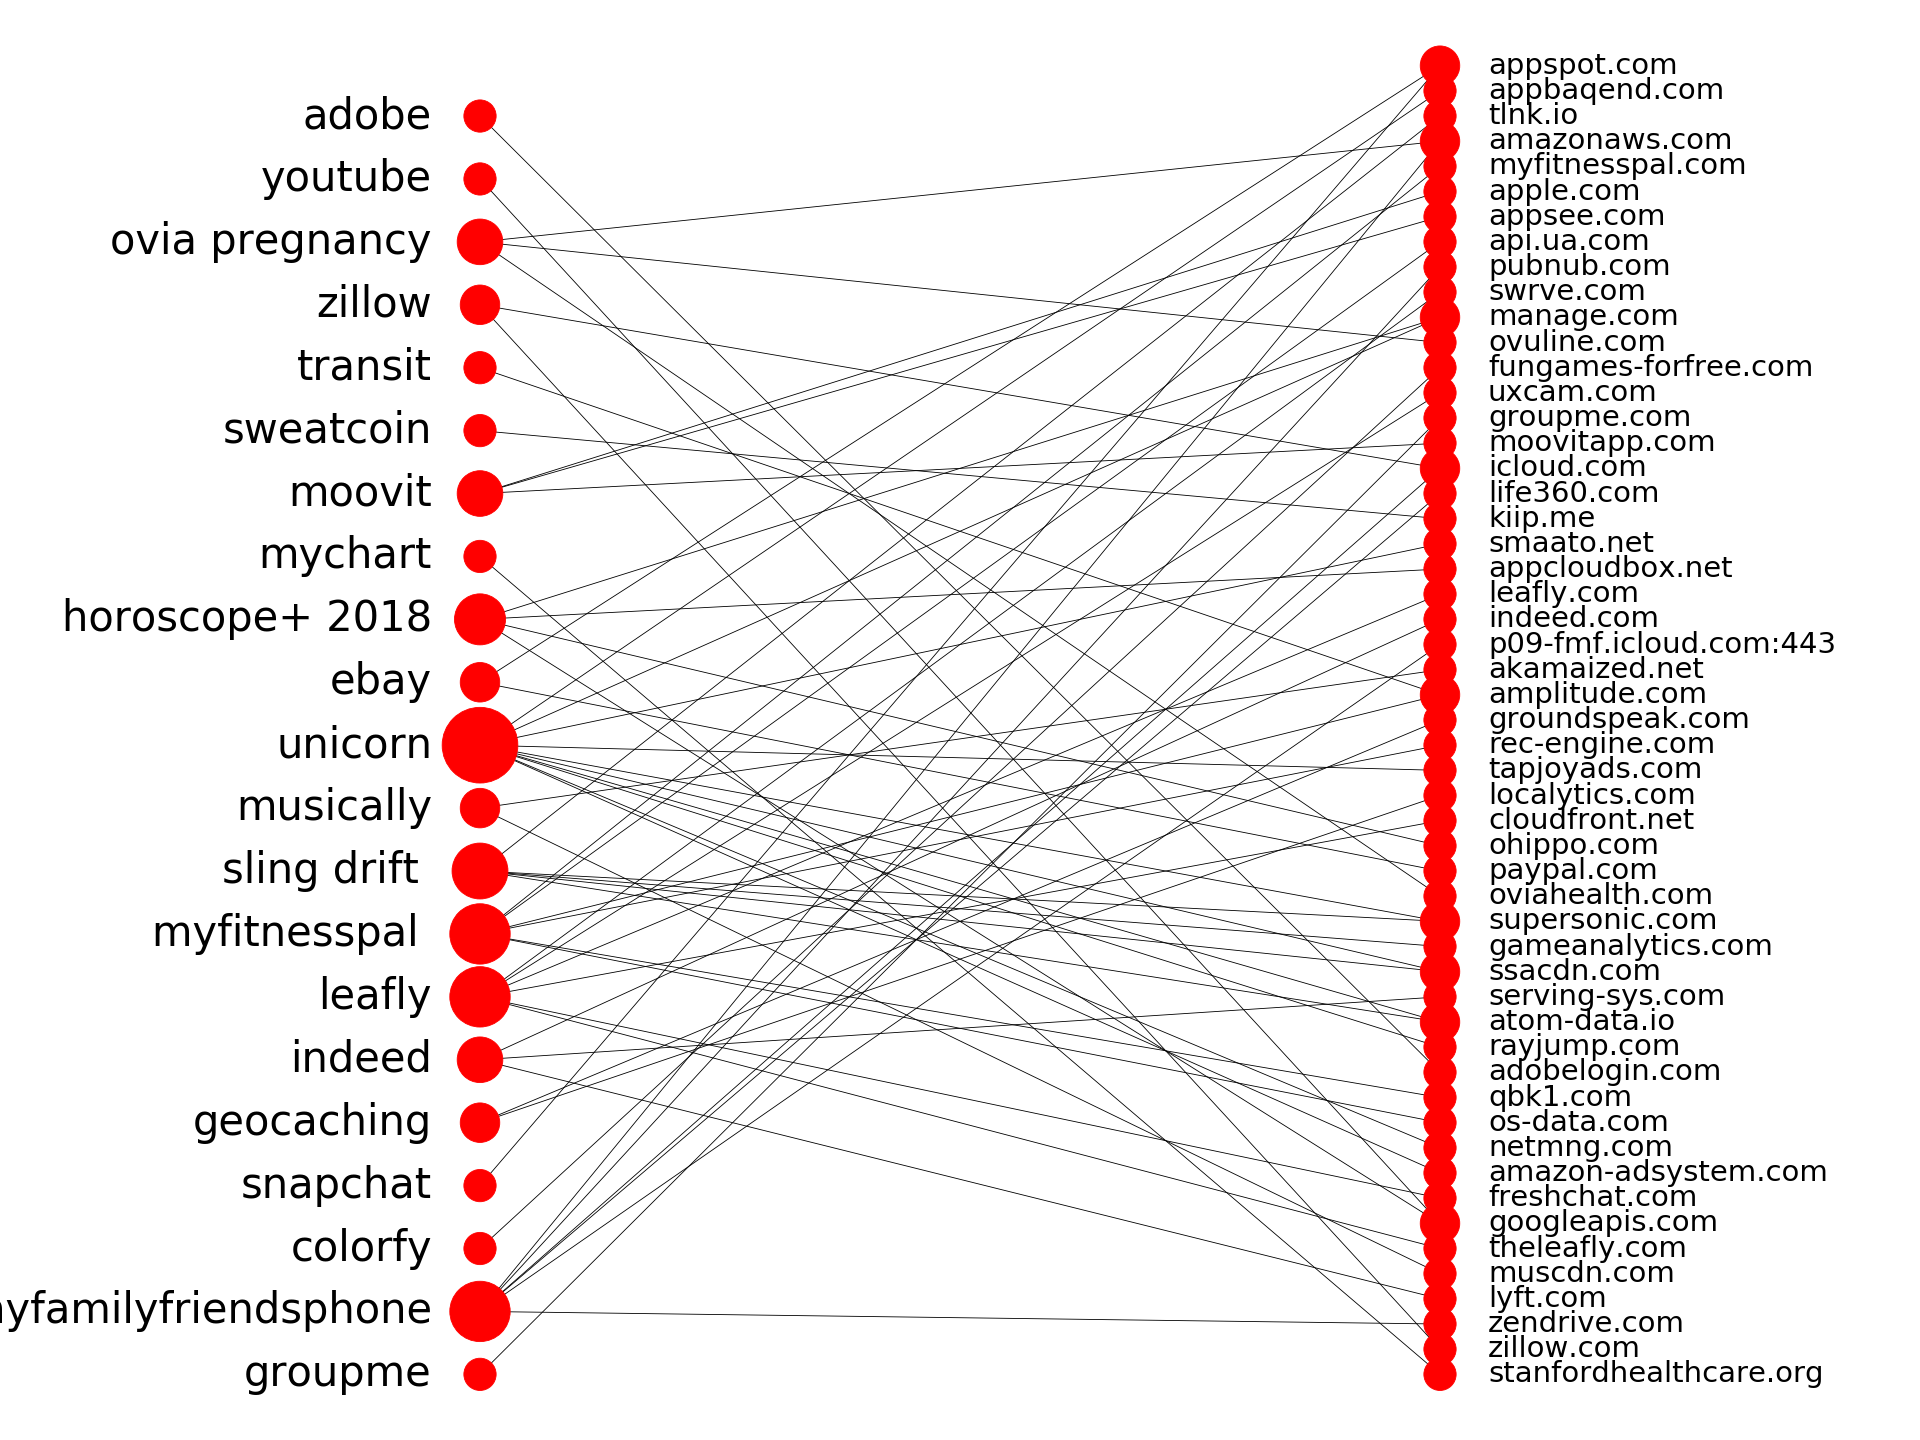 adobe
youtube
ovia pregnancy
zillow
transit
sweatcoin
moovit
mychart
horoscope+ 2018
ebay
unicorn
musically
sling drift
myfitnesspal
leafly
indeed
geocaching
snapchat
colorfy
yfamilyfriendsphone
groupme
appspot.com
appbaqend.com
tlnk.io
amazonaws.com
myfitnesspal.com
apple.com
appsee.com
api.ua.com
pubnub.com
swrve.com
manage.com
ovuline.com
fungames-forfree.com
uxcam.com
groupme.com
moovitapp.com
icloud.com
life360.com
kiip.me
smaato.net
appcloudbox.net
leafly.com
indeed.com
p09-fmf.icloud.com:443
akamaized.net
amplitude.com
groundspeak.com
rec-engine.com
tapjoyads.com
localytics.com
cloudfront.net
ohippo.com
paypal.com
oviahealth.com
supersonic.com
gameanalytics.com
ssacdn.com
serving-sys.com
atom-data.io
rayjump.com
adobelogin.com
qbk1.com
os-data.com
netmng.com
amazon-adsystem.com
freshchat.com
googleapis.com
theleafly.com
muscdn.com
lyft.com
zendrive.com
zillow.com
stanfordhealthcare.org